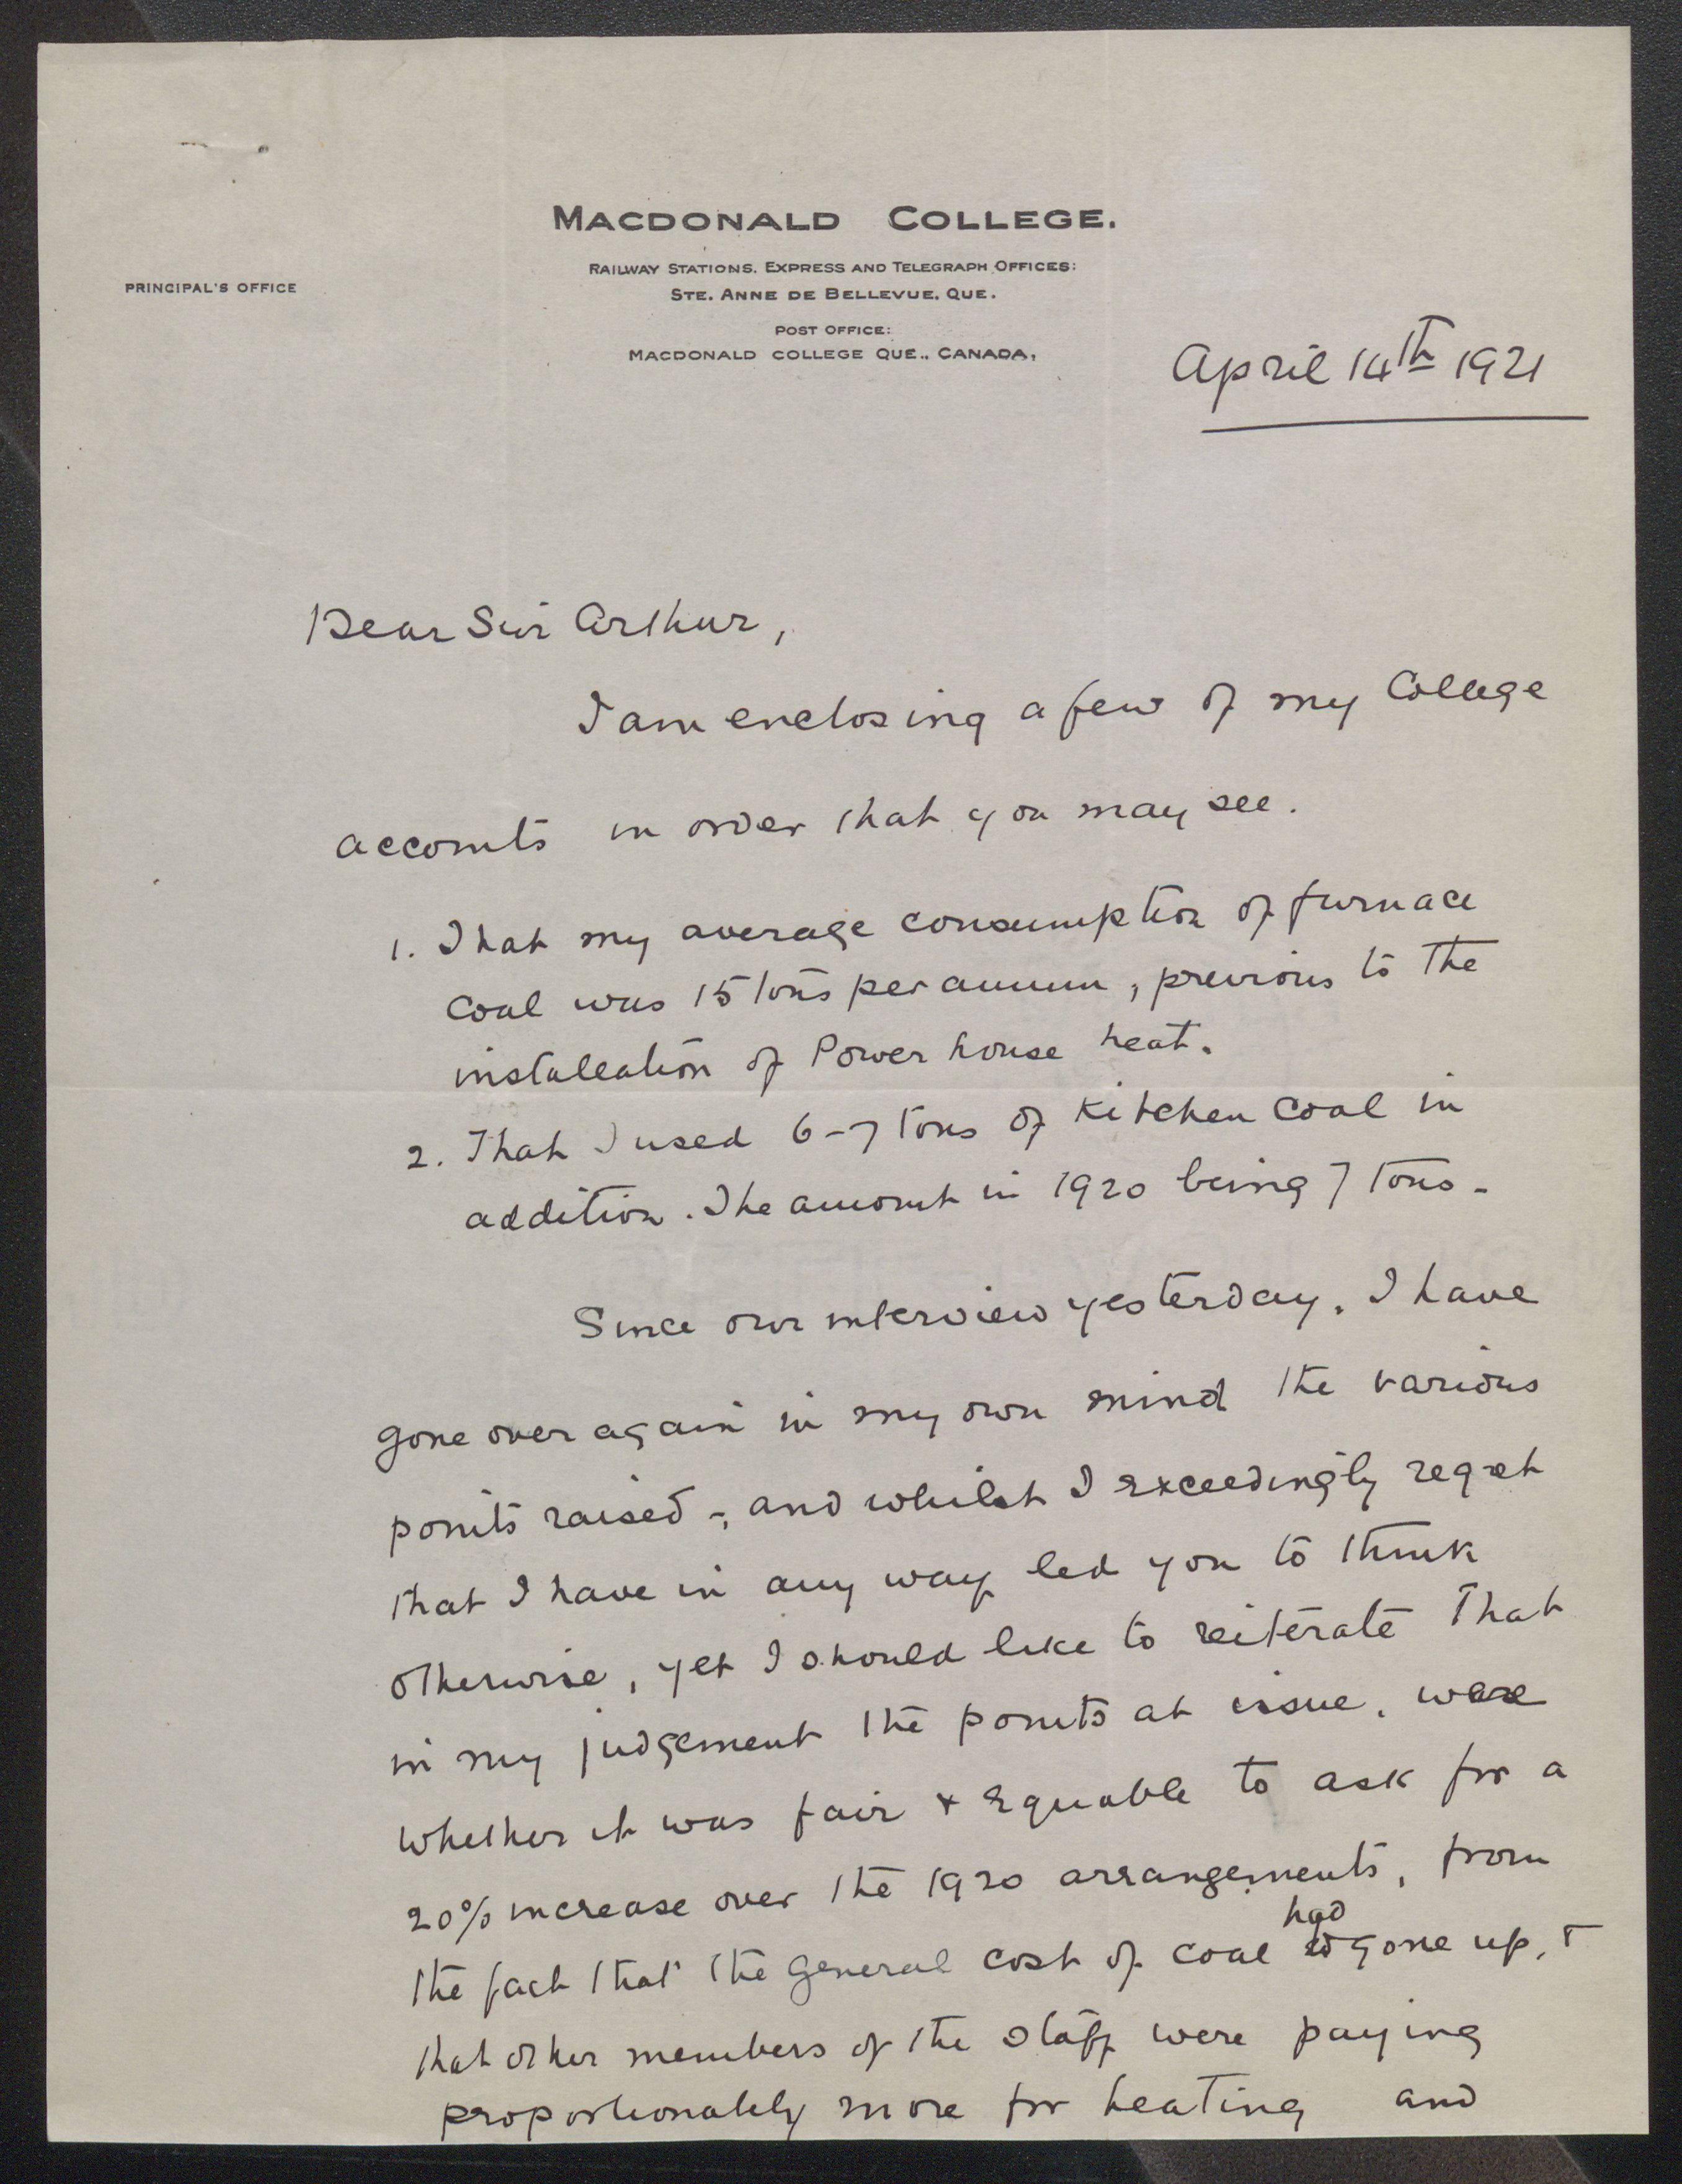 MACDONALD COLLEGE.
RAILWAY STATIONS, EXPRESS AND TELEGRAPH OFFICES:
PRINCIPAL'S OFFICE
STE. ANNE DE BELLEVUE, QUE.
POST OFFICE:
MACDONALD COLLEGE QUE., CANADA,
April 14th 1921
Dear Sir Arthur,
I am enclosing a few of my College
accounts in order that you may see.
1. That my average consumption of furnace
coal was 15 tons per annum, previous to the
installation of Power house heat.
2. That I used 6-7 tons of Kitchen Coal in
addition. The amount in 1920 being 7 tons -
Since our interview yesterday, I have
gone over again in my own mind the various
points raised -, and whilst I exceedingly regret
that I have in any way led you to think
otherwise, yet I should like to reiterate that
in my judgement the points at issue, were
whether it was fair & equable to ask for a
20% increase over the 1920 arrangements, from
had
the fact that the general cost of coal gone up, &
that other members of the staff were paying
proportionately more for heating and